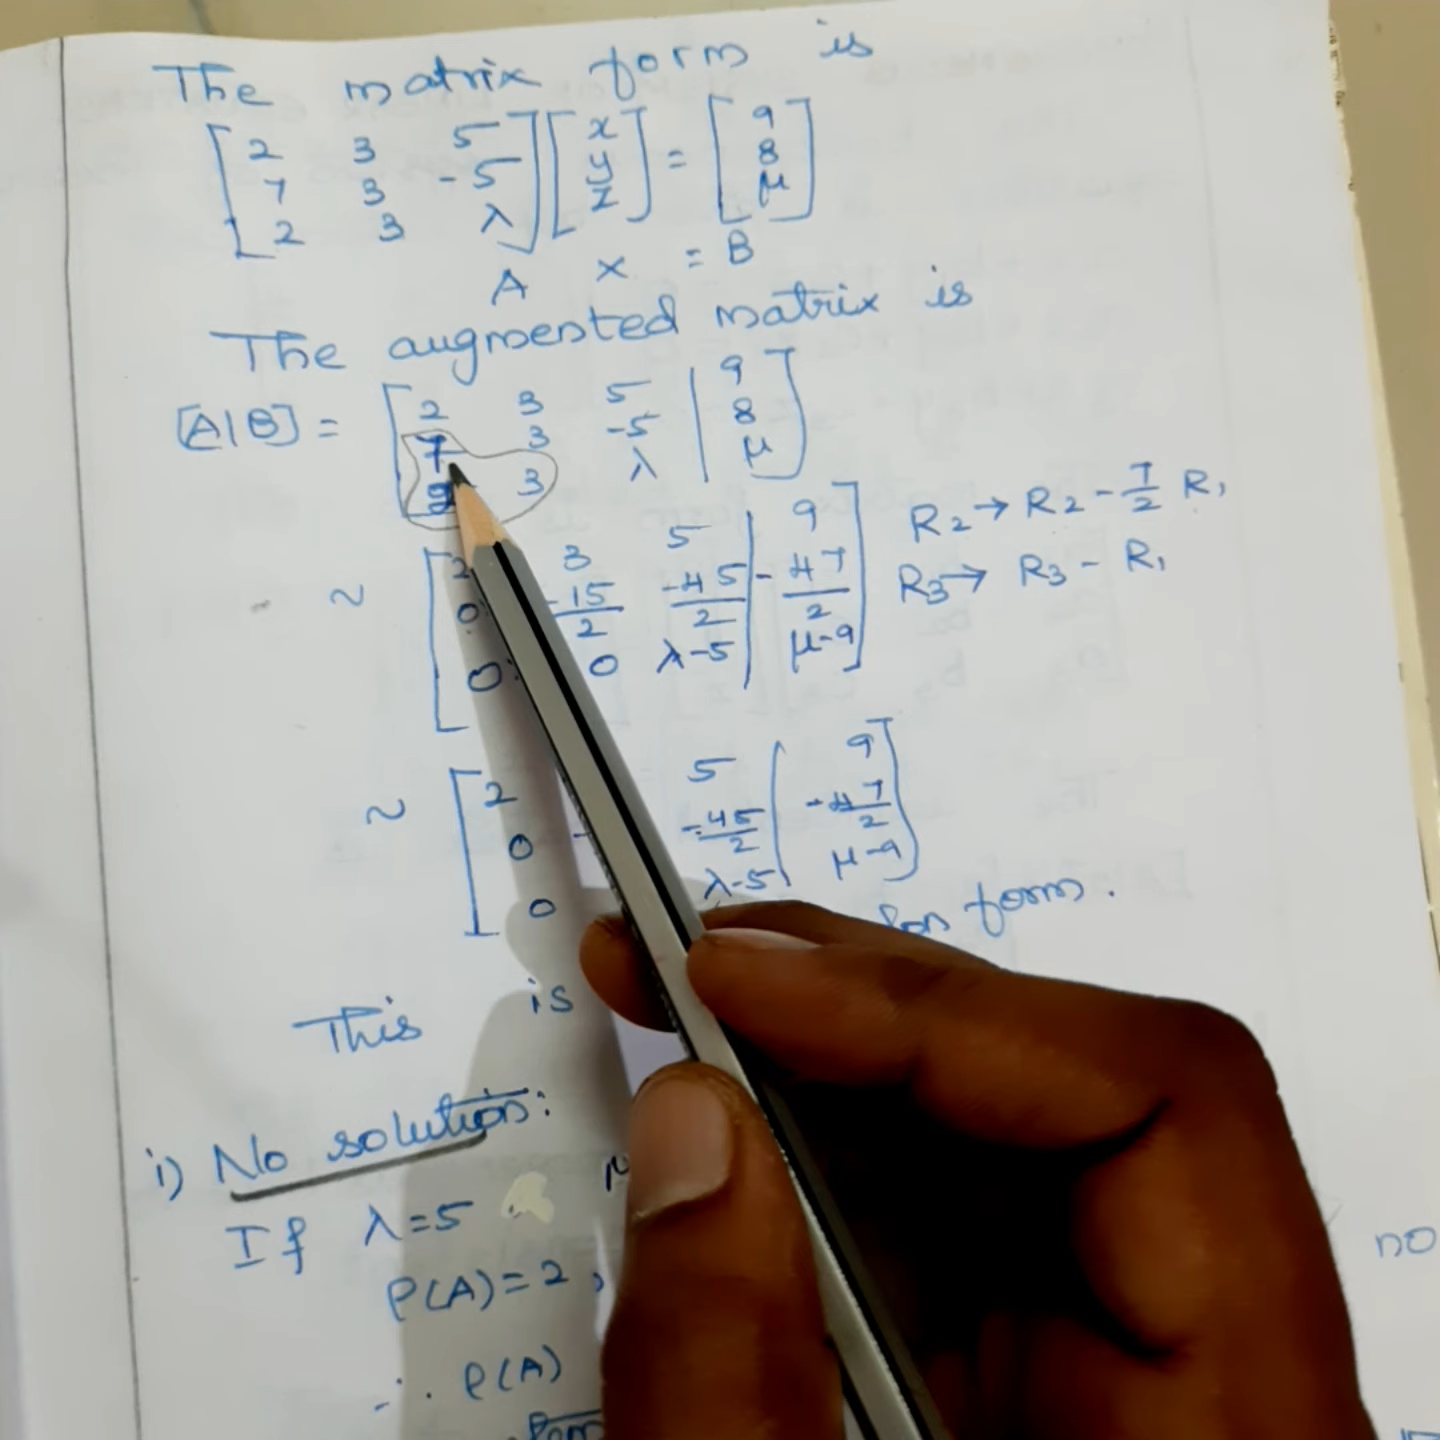 The matrix form is
[2 3 5] [x] = [9]
[7 3 -5] [y] [8]
[2 3 λ] [z] [μ]
A X = B
The augmented matrix is
[A|B] = [2 3 5 | 9]
[7 3 -5 | 8]
[2 3 λ | μ]
~ [2 3 5 | 9] R2 → R2 - 7/2 R1
[0 -15/2 -45/2 | -47/2] R3 → R3 - R1
[0 0 λ-5 | μ-9]
~ [2 5 | 9]
[0 - -45/2 | -47/2]
[0 λ-5 | μ-9]
This is form.
i) No solution:
If λ=5 μ no
ρ(A)=2,
∴ ρ(A)